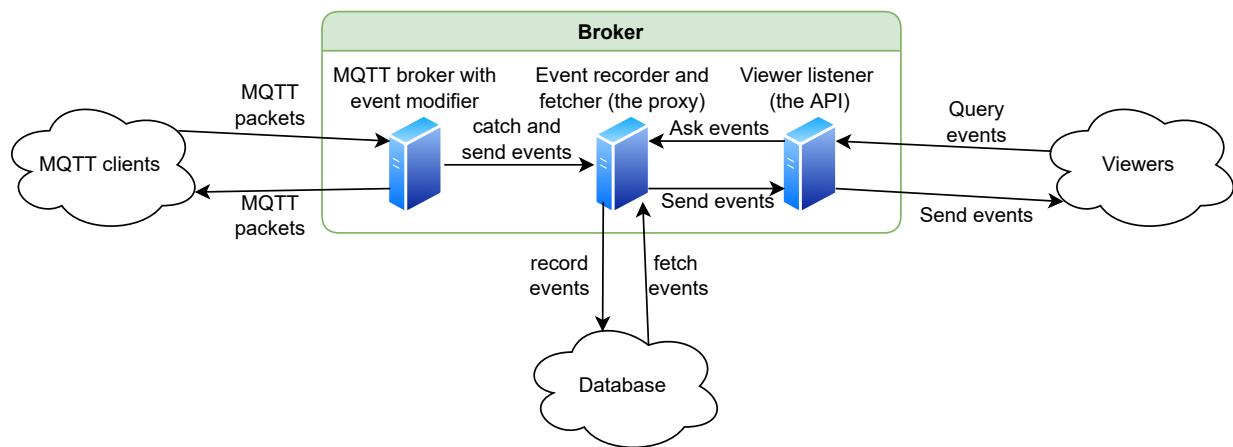 Broker
MQTT broker with
event modifier
Event recorder and
fetcher (the proxy)
Viewer listener
(the API)
MQTT
packets
catch and
send events
Ask events
Query
events
MQTT clients
Viewers
MQTT
packets
Send events
Send events
record
events
fetch
events
Database